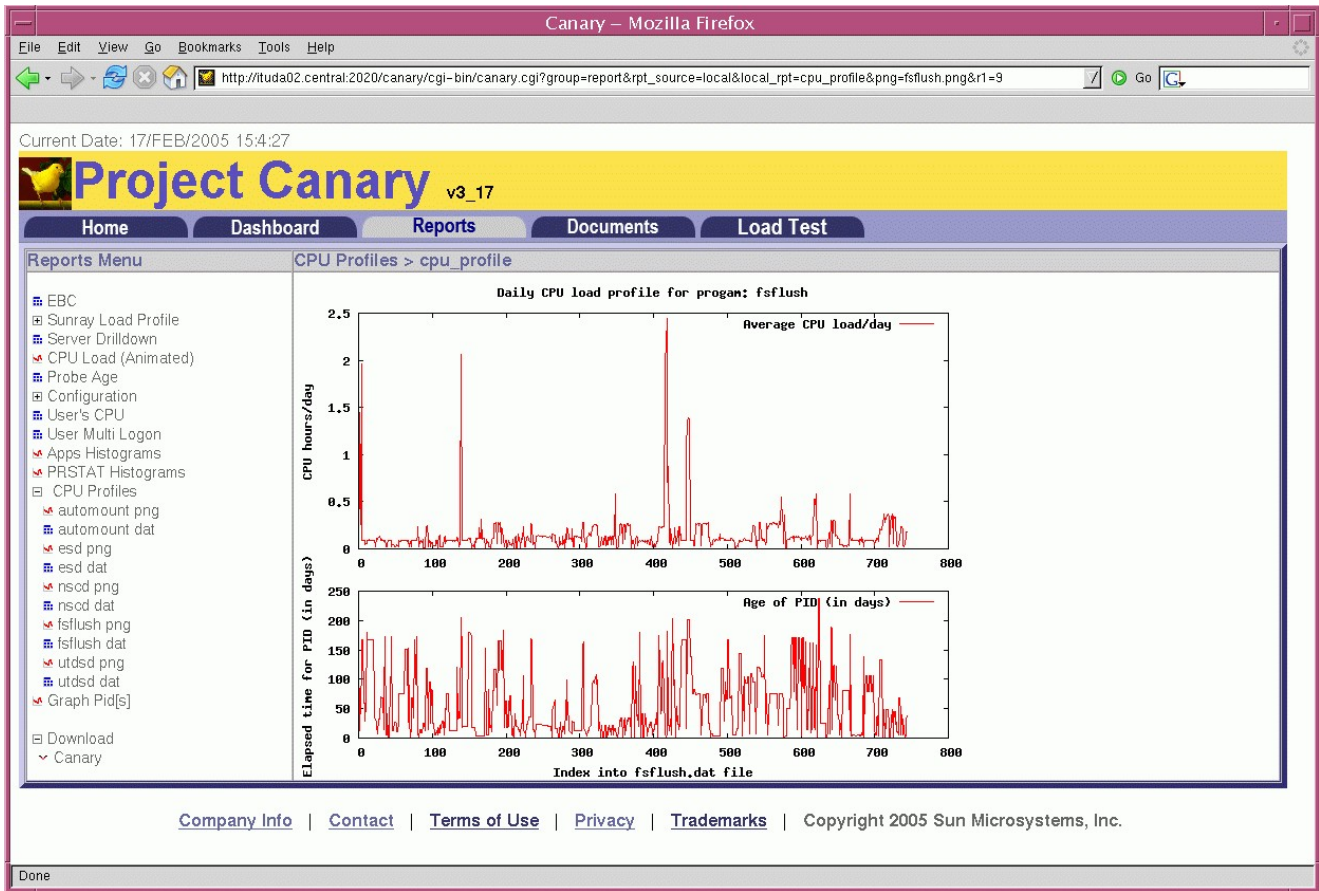 Canary – Mozilla Firefox
File Edit View Go Bookmarks Tools Help
http://ituda02.central:2020/canary/cgi-bin/canary.cgi?group=report&rpt_source=local&local_rpt=cpu_profile&png=fsflush.png&r1=9 Go G
Current Date: 17/FEB/2005 15:4:27
Project Canary v3_17
Home Dashboard Reports Documents Load Test
Reports Menu
EBC
Sunray Load Profile
Server Drilldown
CPU Load (Animated)
Probe Age
Configuration
User's CPU
User Multi Logon
Apps Histograms
PRSTAT Histograms
CPU Profiles
automount png
automount dat
esd png
esd dat
nscd png
nscd dat
fsflush png
fsflush dat
utdsd png
utdsd dat
Graph Pid[s]
Download
Canary
CPU Profiles > cpu_profile
Daily CPU load profile for progam: fsflush
Average CPU load/day
CPU hours/day
2.5
2
1.5
1
0.5
0
0 100 200 300 400 500 600 700 800
Age of PID (in days)
Elapsed time for PID (in days)
250
200
150
100
50
0
0 100 200 300 400 500 600 700 800
Index into fsflush.dat file
Company Info | Contact | Terms of Use | Privacy | Trademarks | Copyright 2005 Sun Microsystems, Inc.
Done